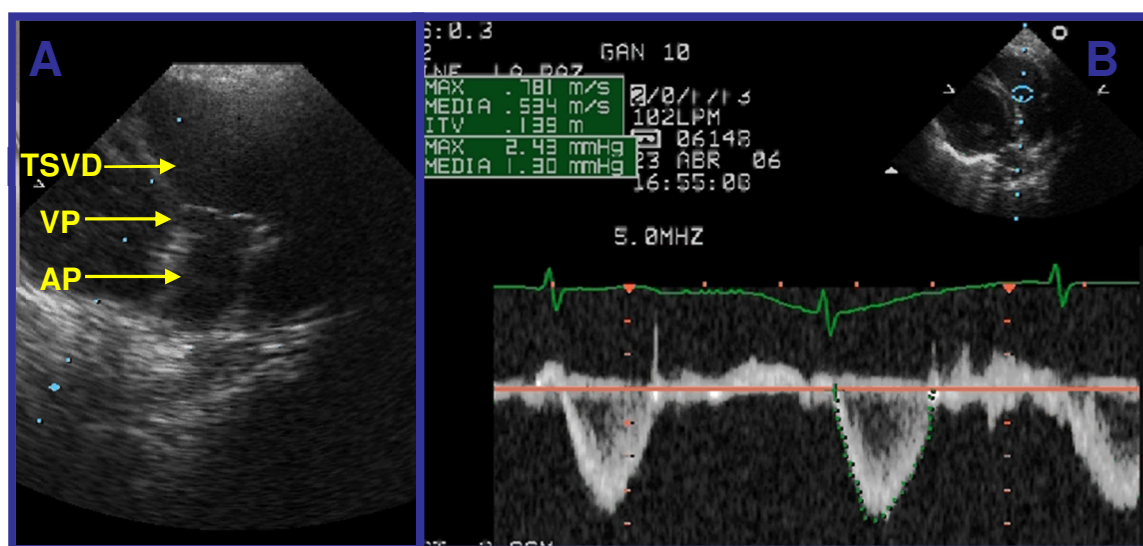 A
TSVD
VP
AP
B
GAN 10
MAX .781 m/s
MEDIA .534 m/s
ITV .139 m
MAX 2.43 mmHg
MEDIA 1.30 mmHg
102LPM
06148
23 ABR 06
16:55:08
5.0MHZ